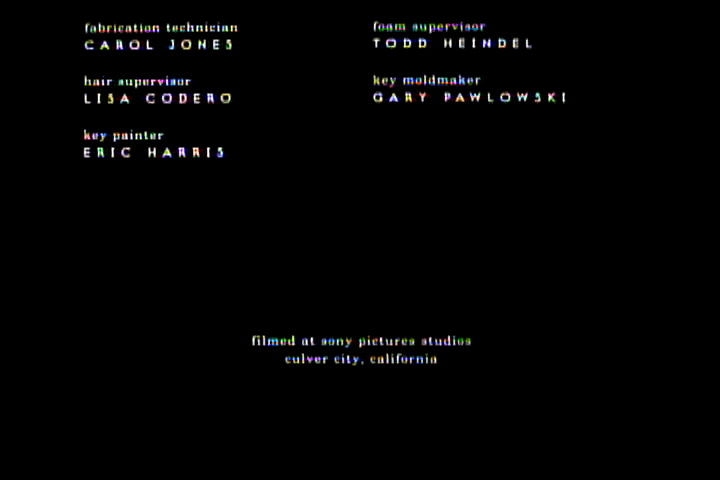 fabrication technician
CAROL JONES
foam supervisor
TODD HEINDEL
hair supervisor
LISA CODERO
key moldmaker
GARY PAWLOWSKI
key painter
ERIC HARRIS
filmed at sony pictures studios
culver city, california